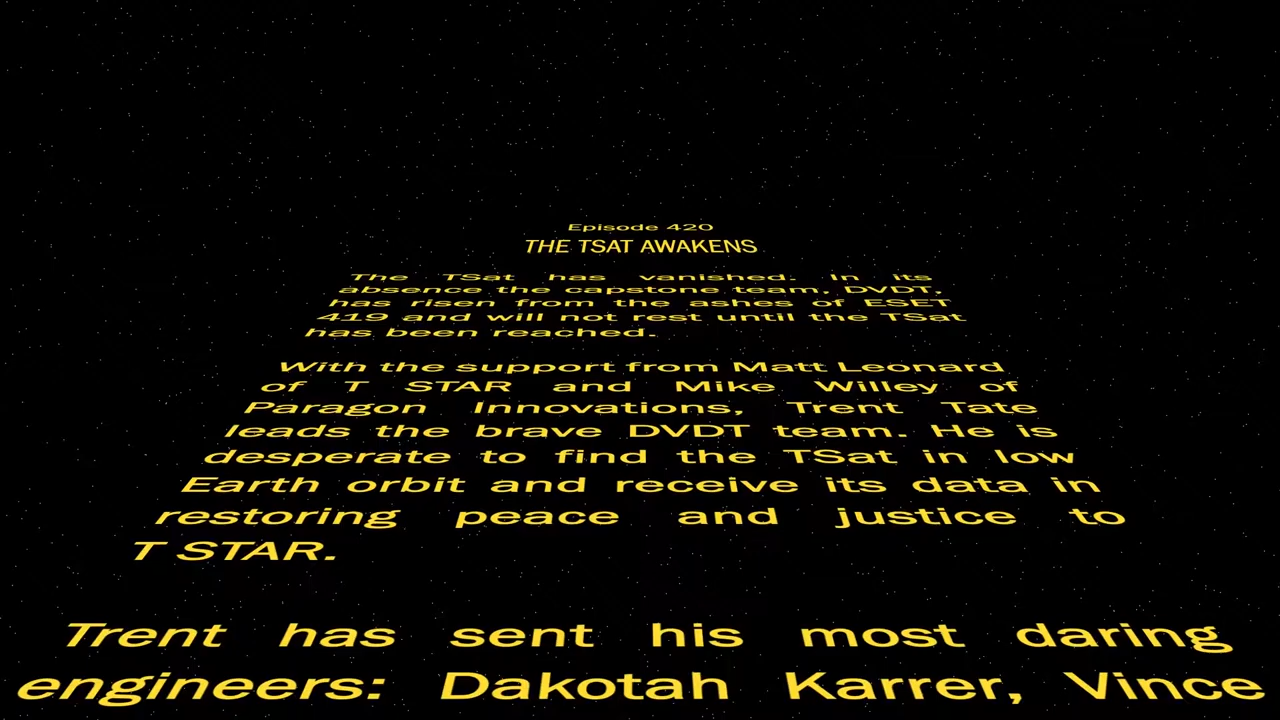 Episode 420
THE TSAT AWAKENS
The TSat has vanished. In its
absence the capstone team, DVDT,
has risen from the ashes of ESET
419 and will not rest until the TSat
has been reached.
With the support from Matt Leonard
of T STAR and Mike Willey of
Paragon Innovations, Trent Tate
leads the brave DVDT team. He is
desperate to find the TSat in low
Earth orbit and receive its data in
restoring peace and justice to
T STAR.
Trent has sent his most daring
engineers: Dakotah Karrer, Vince